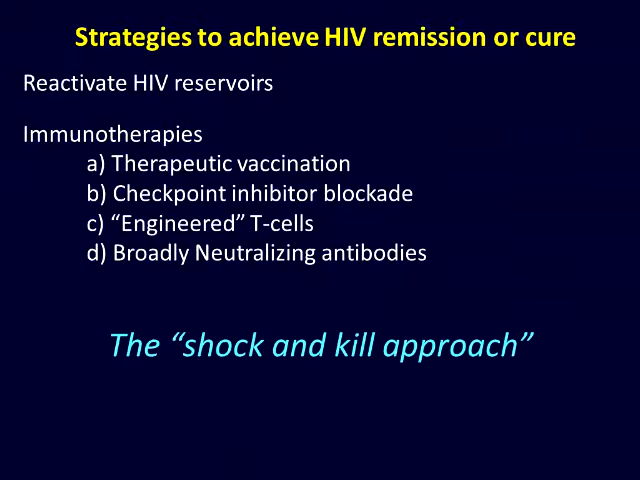 Strategies to achieve HIV remission or cure
Reactivate HIV reservoirs
Immunotherapies
a) Therapeutic vaccination
b) Checkpoint inhibitor blockade
c) “Engineered” T-cells
d) Broadly Neutralizing antibodies
The “shock and kill approach”